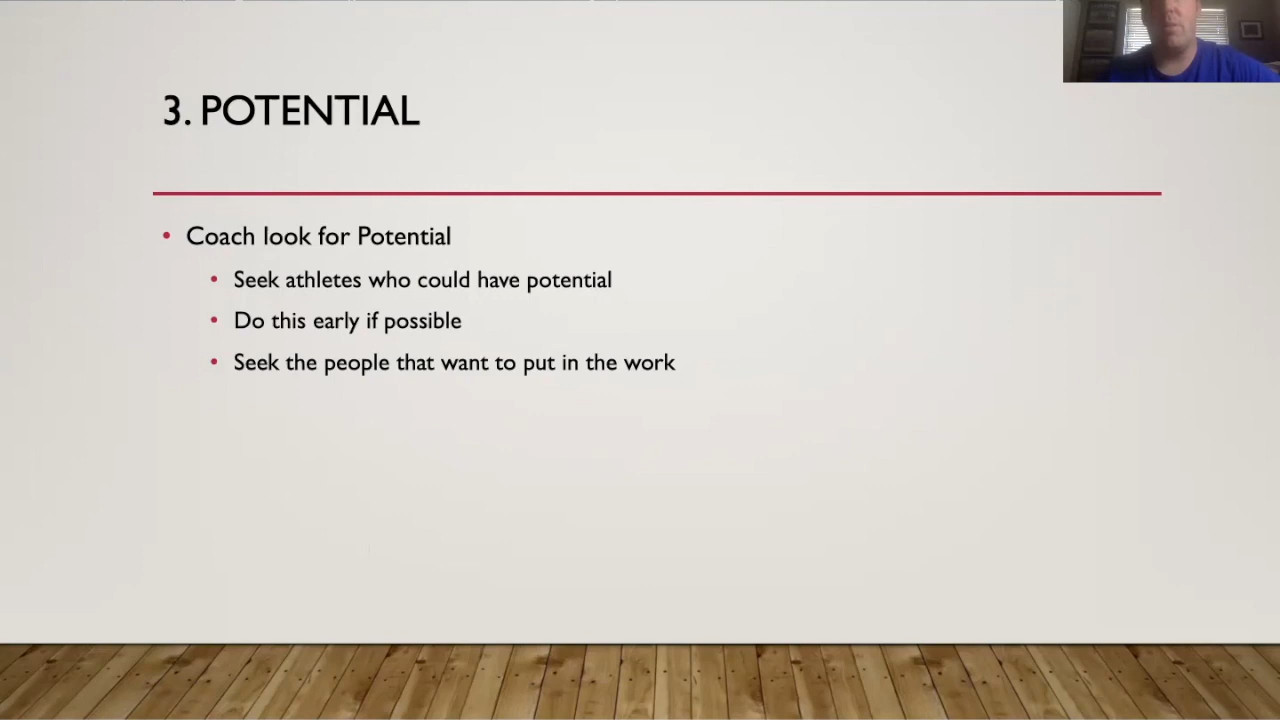 3. POTENTIAL
• Coach look for Potential
• Seek athletes who could have potential
• Do this early if possible
• Seek the people that want to put in the work